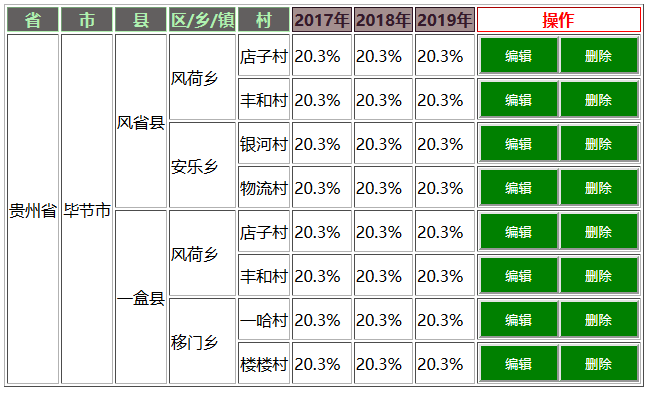 省 市 县 区/乡/镇 村 2017年 2018年 2019年 操作
贵州省 毕节市 风省县 风荷乡 店子村 20.3% 20.3% 20.3% 编辑 删除
丰和村 20.3% 20.3% 20.3% 编辑 删除
安乐乡 银河村 20.3% 20.3% 20.3% 编辑 删除
物流村 20.3% 20.3% 20.3% 编辑 删除
一盒县 风荷乡 店子村 20.3% 20.3% 20.3% 编辑 删除
丰和村 20.3% 20.3% 20.3% 编辑 删除
移门乡 一哈村 20.3% 20.3% 20.3% 编辑 删除
楼楼村 20.3% 20.3% 20.3% 编辑 删除